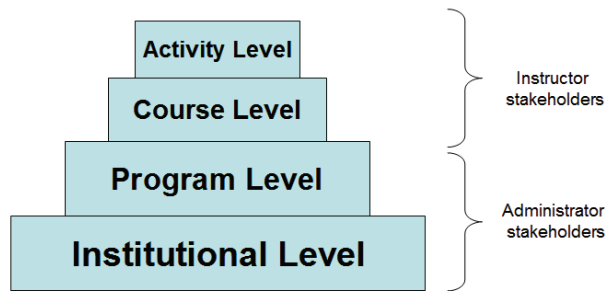 Activity Level
Course Level
Program Level
Institutional Level
Instructor
stakeholders
Administrator
stakeholders